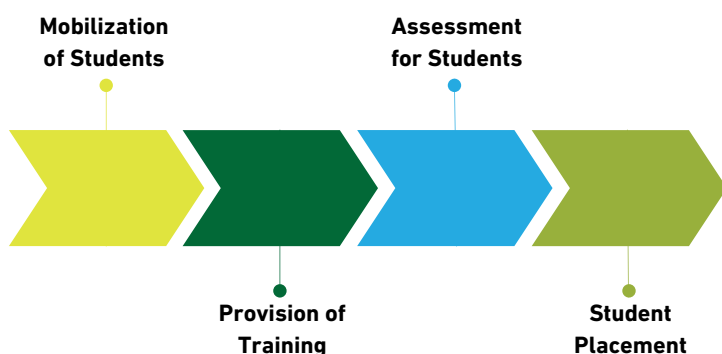 Mobilization
of Students
Assessment
for Students
Provision of
Training
Student
Placement